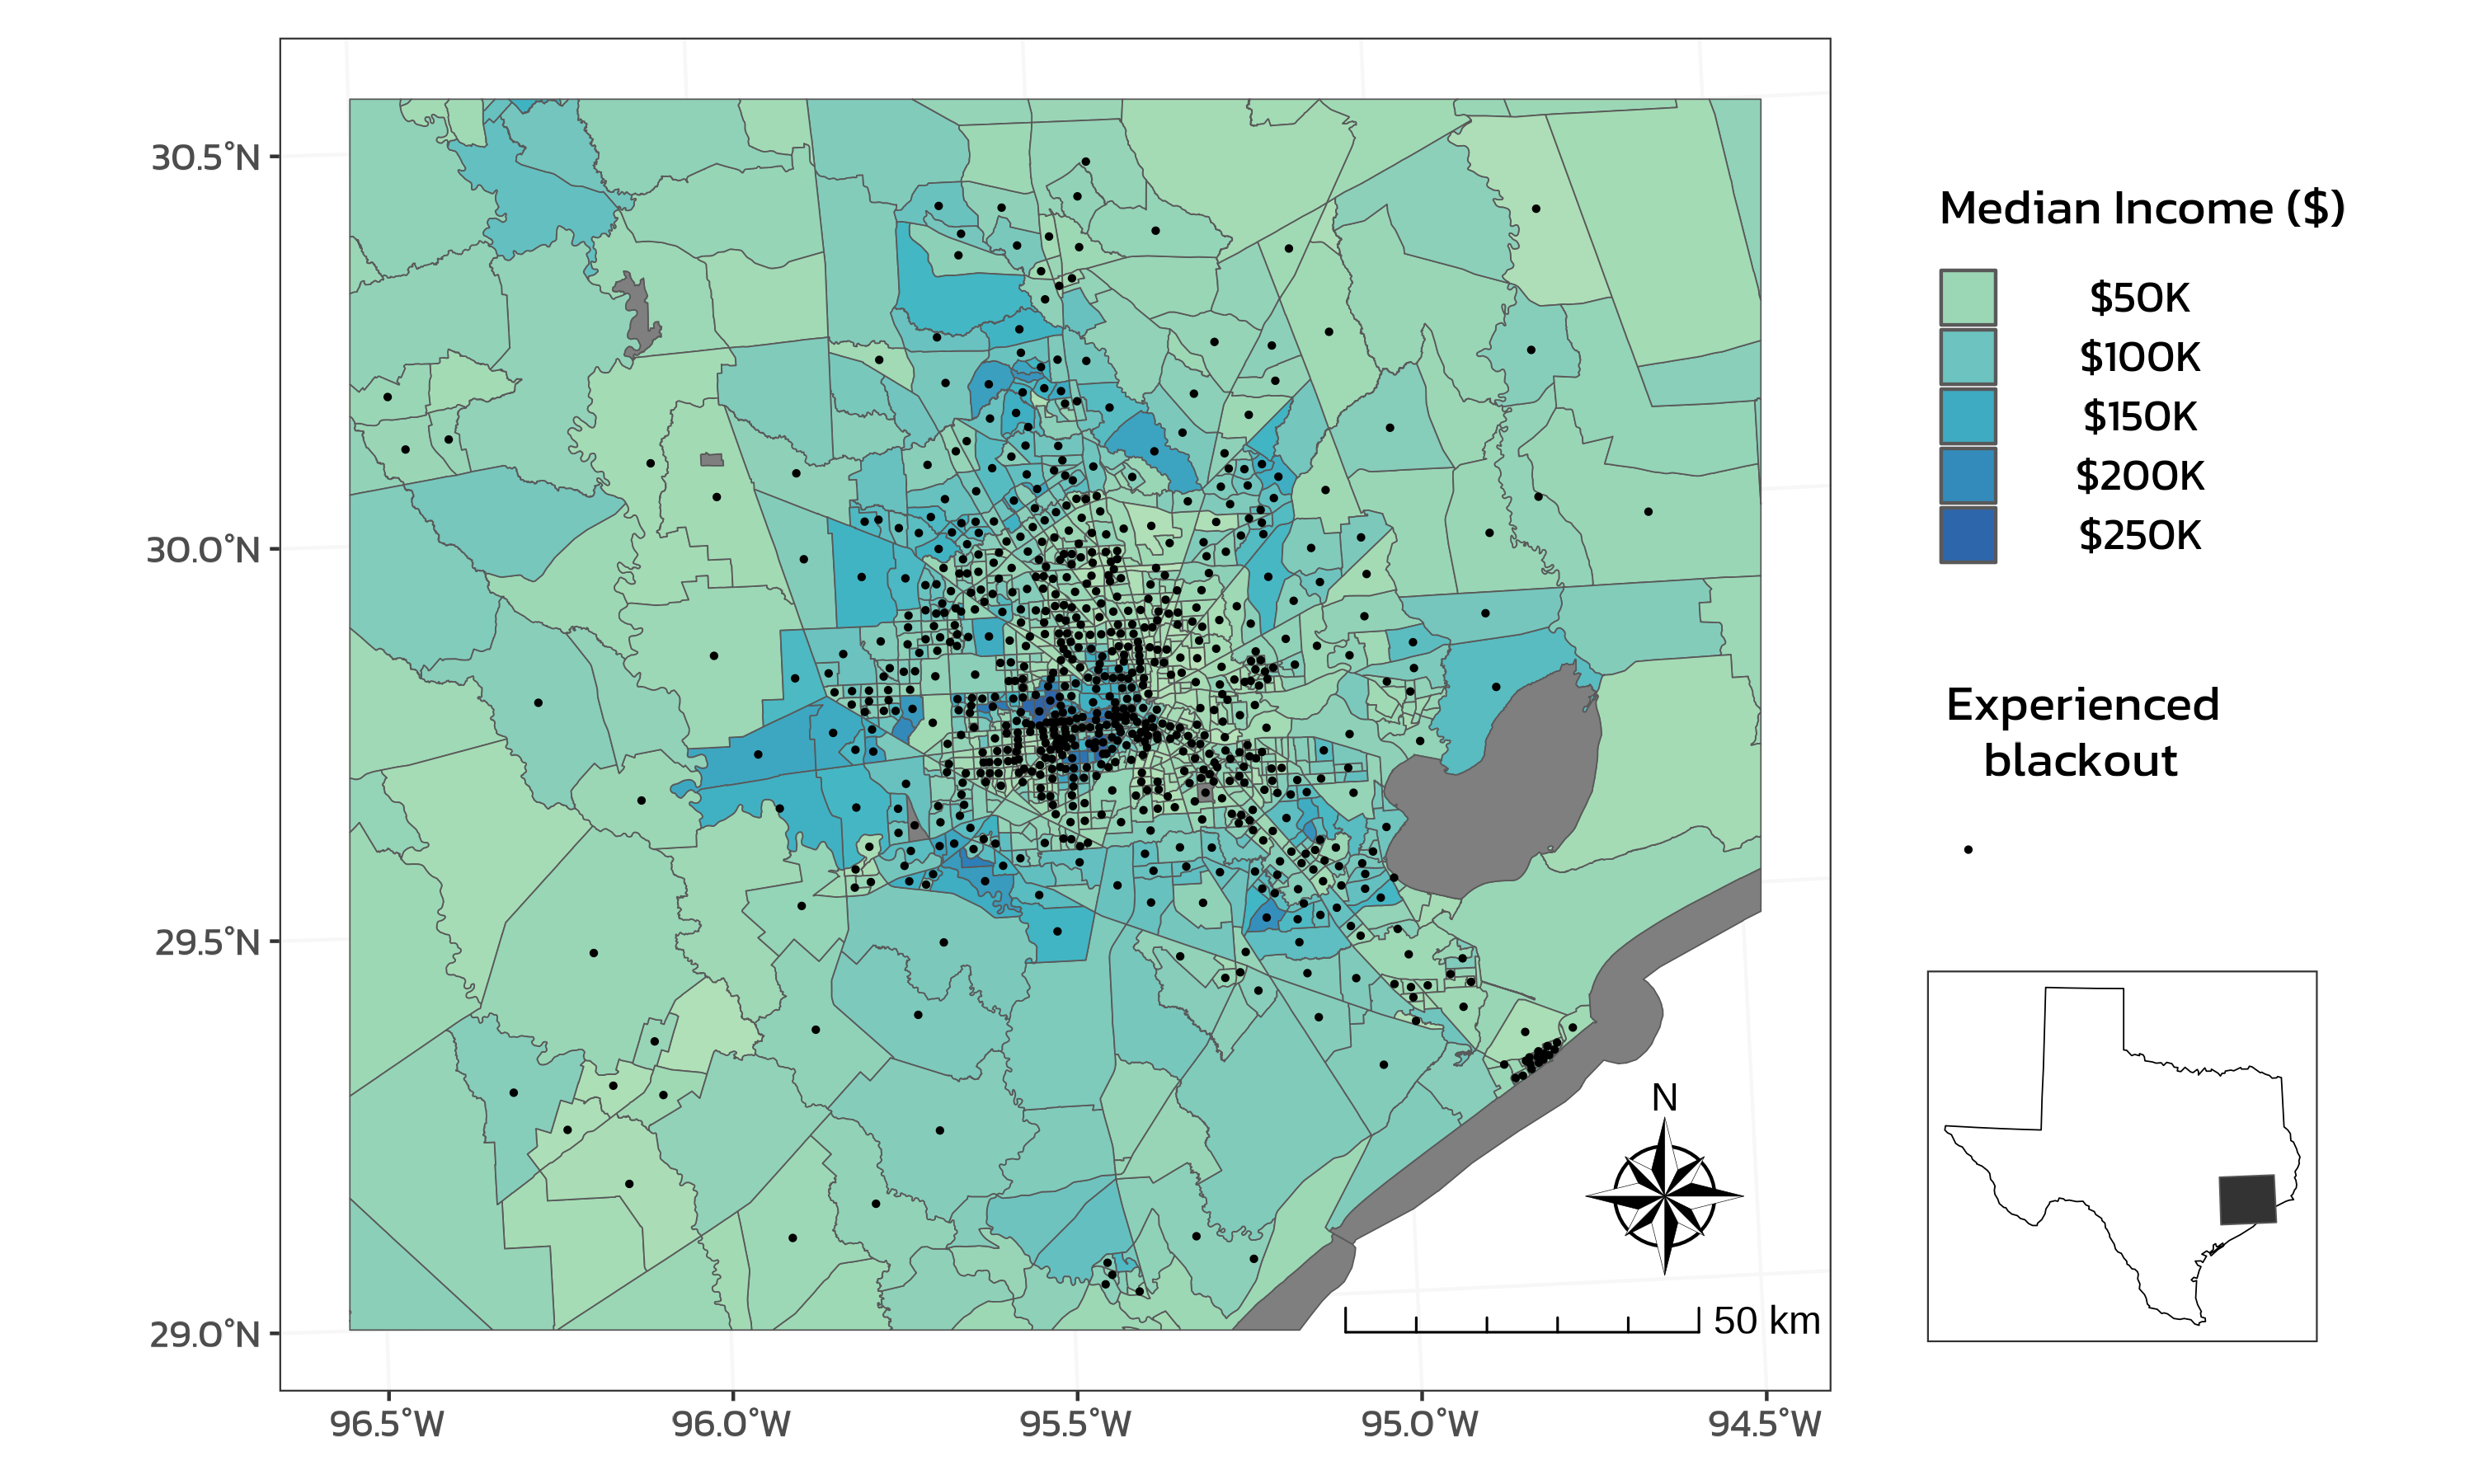 30.5°N
30.0°N
29.5°N
29.0°N
96.5°W
96.0°W
95.5°W
95.0°W
94.5°W
N
50 km
Median Income ($)
$50K
$100K
$150K
$200K
$250K
Experienced
blackout